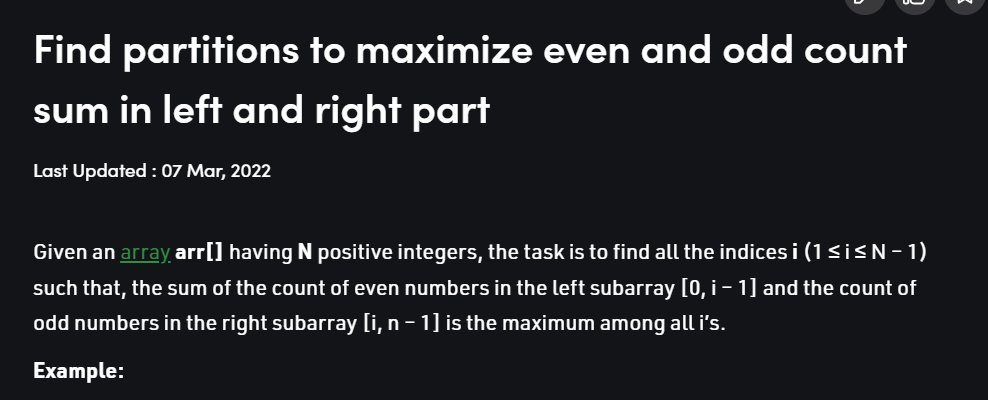 Find partitions to maximize even and odd count
sum in left and right part
Last Updated : 07 Mar, 2022
Given an array arr[] having N positive integers, the task is to find all the indices i (1 ≤ i ≤ N – 1)
such that, the sum of the count of even numbers in the left subarray [0, i – 1] and the count of
odd numbers in the right subarray [i, n – 1] is the maximum among all i’s.
Example: